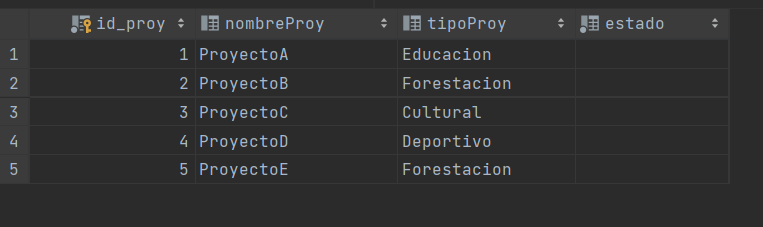 id_proy nombreProy tipoProy estado
1 1 ProyectoA Educacion
2 2 ProyectoB Forestacion
3 3 ProyectoC Cultural
4 4 ProyectoD Deportivo
5 5 ProyectoE Forestacion